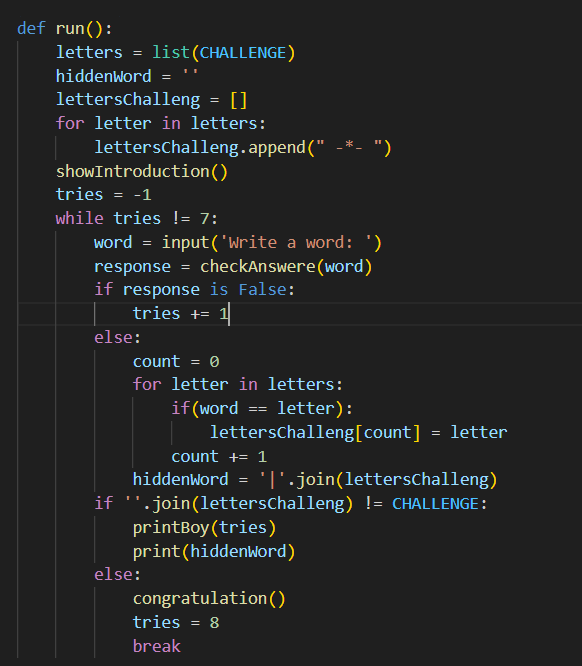 def run():
    letters = list(CHALLENGE)
    hiddenWord = ''
    lettersChalleng = []
    for letter in letters:
        lettersChalleng.append(" -*- ")
    showIntroduction()
    tries = -1
    while tries != 7:
        word = input('Write a word: ')
        response = checkAnswere(word)
        if response is False:
            tries += 1
        else:
            count = 0
            for letter in letters:
                if(word == letter):
                    lettersChalleng[count] = letter
                count += 1
            hiddenWord = '|'.join(lettersChalleng)
        if ''.join(lettersChalleng) != CHALLENGE:
            printBoy(tries)
            print(hiddenWord)
        else:
            congratulation()
            tries = 8
            break